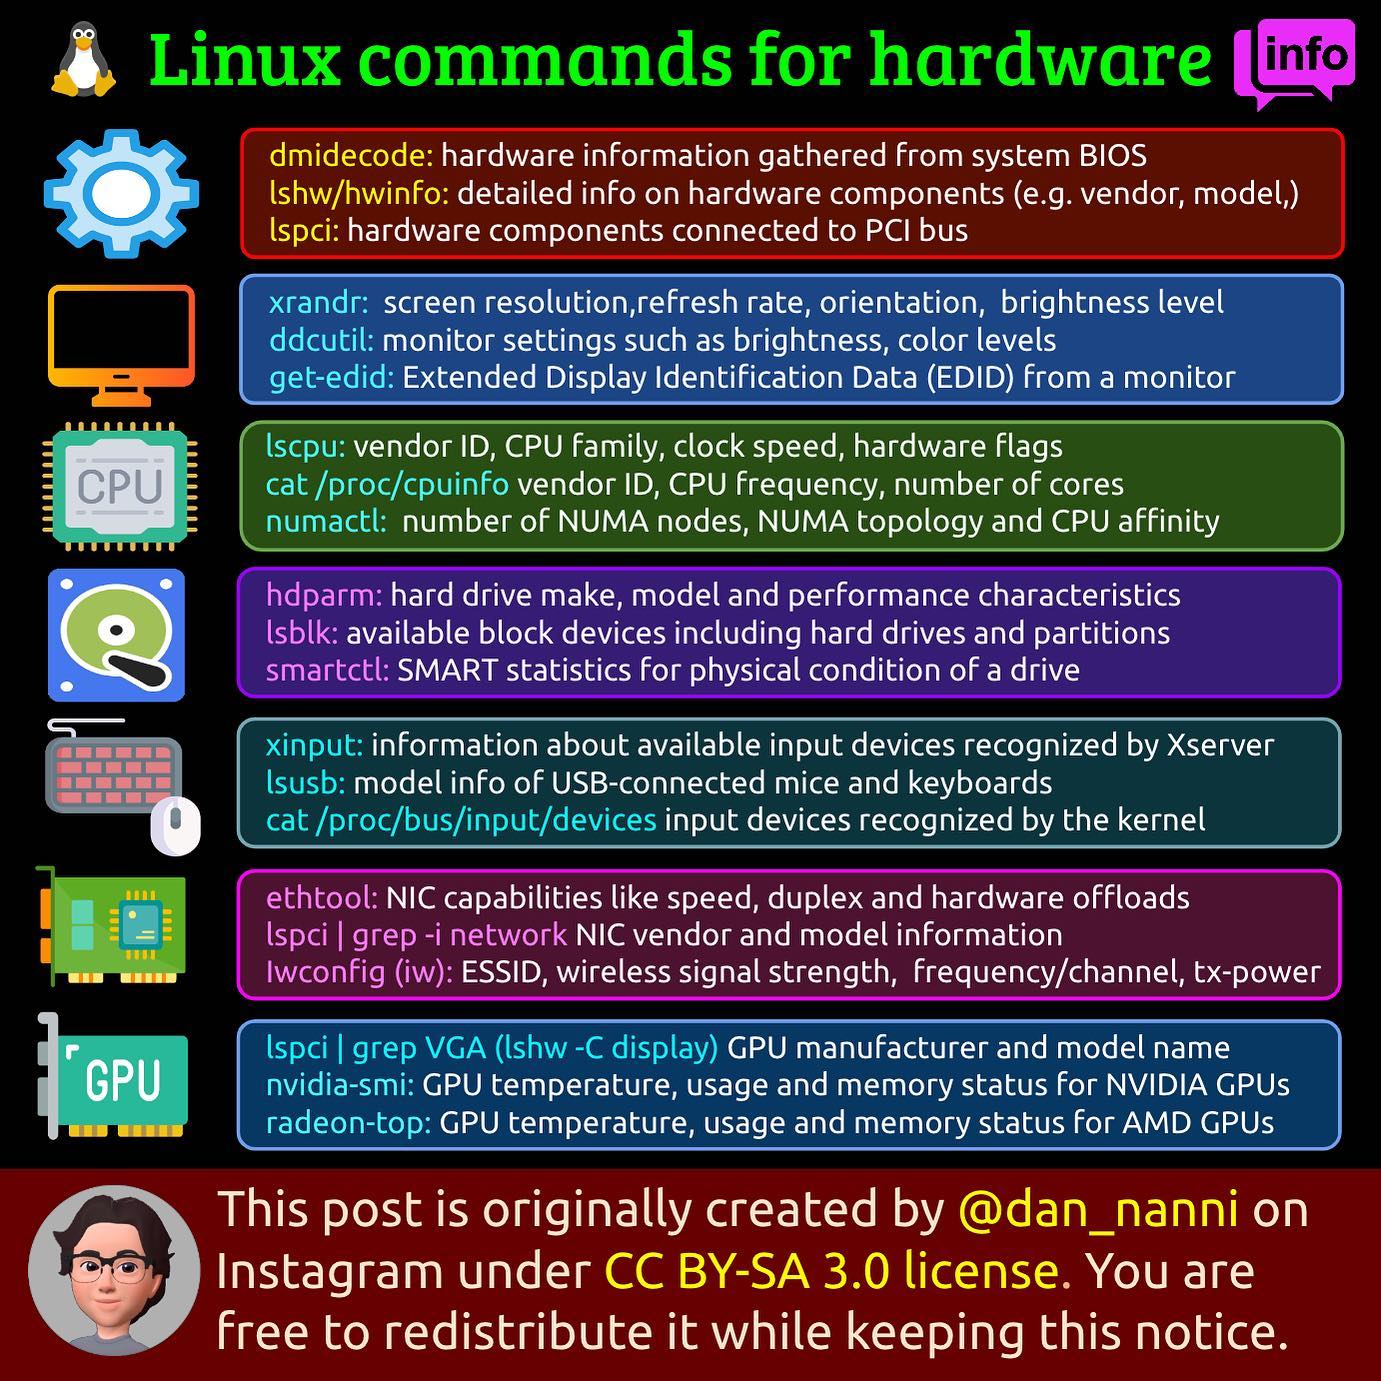 Linux commands for hardware info
dmidecode: hardware information gathered from system BIOS
lshw/hwinfo: detailed info on hardware components (e.g. vendor, model,)
lspci: hardware components connected to PCI bus
xrandr:  screen resolution,refresh rate, orientation,  brightness level
ddcutil: monitor settings such as brightness, color levels
get-edid: Extended Display Identification Data (EDID) from a monitor
CPU
lscpu: vendor ID, CPU family, clock speed, hardware flags
cat /proc/cpuinfo vendor ID, CPU frequency, number of cores
numactl:  number of NUMA nodes, NUMA topology and CPU affinity
hdparm: hard drive make, model and performance characteristics
lsblk: available block devices including hard drives and partitions
smartctl: SMART statistics for physical condition of a drive
xinput: information about available input devices recognized by Xserver
lsusb: model info of USB-connected mice and keyboards
cat /proc/bus/input/devices input devices recognized by the kernel
ethtool: NIC capabilities like speed, duplex and hardware offloads
lspci | grep -i network NIC vendor and model information
Iwconfig (iw): ESSID, wireless signal strength,  frequency/channel, tx-power
GPU
lspci | grep VGA (lshw -C display) GPU manufacturer and model name
nvidia-smi: GPU temperature, usage and memory status for NVIDIA GPUs
radeon-top: GPU temperature, usage and memory status for AMD GPUs
This post is originally created by @dan_nanni on
Instagram under CC BY-SA 3.0 license. You are
free to redistribute it while keeping this notice.